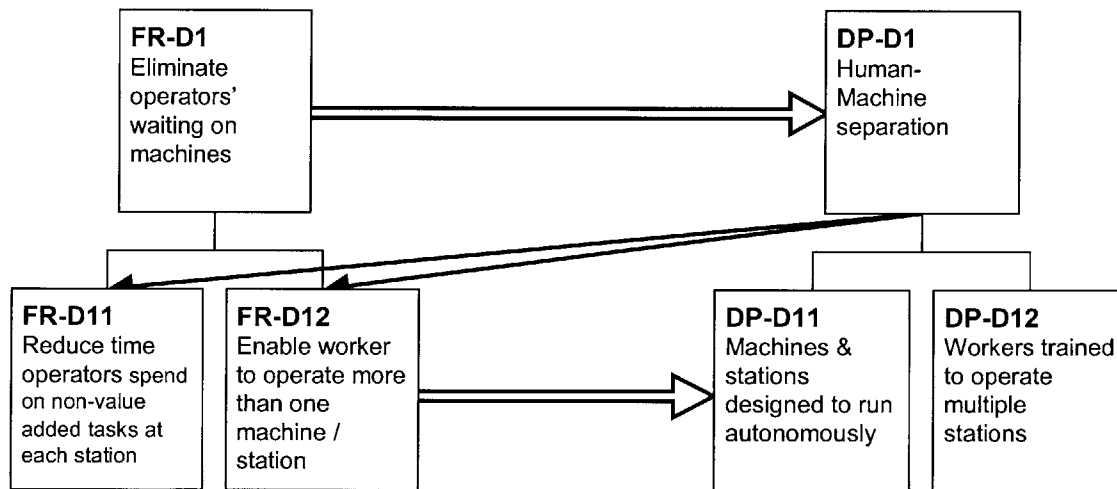 FR-D1
Eliminate
operators'
waiting on
machines
DP-D1
Human-
Machine
separation
FR-D11
Reduce time
operators spend
on non-value
added tasks at
each station
FR-D12
Enable worker
to operate more
than one
machine /
station
DP-D11
Machines &
stations
designed to run
autonomously
DP-D12
Workers trained
to operate
multiple
stations